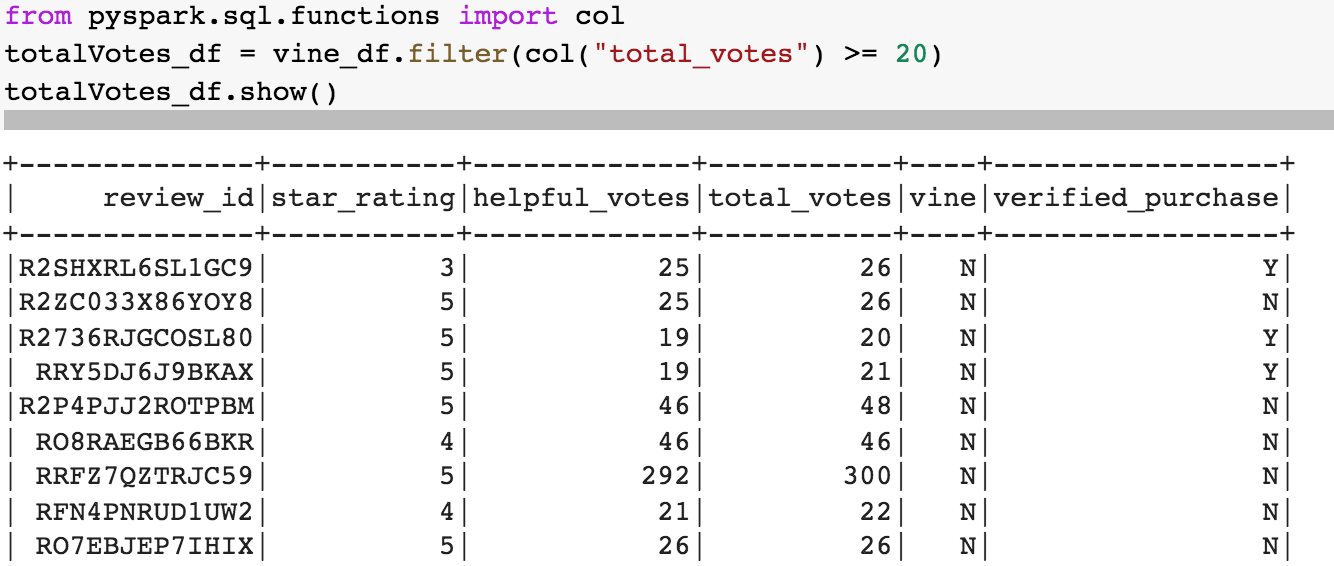 from pyspark.sql.functions import col
totalVotes_df = vine_df.filter(col("total_votes") >= 20)
totalVotes_df.show()
+--------------+-----------+-------------+-----------+----+-----------------+
|     review_id|star_rating|helpful_votes|total_votes|vine|verified_purchase|
+--------------+-----------+-------------+-----------+----+-----------------+
|R2SHXRL6SL1GC9|          3|           25|         26|   N|                Y|
|R2ZC033X86YOY8|          5|           25|         26|   N|                N|
|R2736RJGCOSL80|          5|           19|         20|   N|                Y|
| RRY5DJ6J9BKAX|          5|           19|         21|   N|                Y|
|R2P4PJJ2ROTPBM|          5|           46|         48|   N|                N|
| RO8RAEGB66BKR|          4|           46|         46|   N|                N|
| RRFZ7QZTRJC59|          5|          292|        300|   N|                N|
| RFN4PNRUD1UW2|          4|           21|         22|   N|                N|
| RO7EBJEP7IHIX|          5|           26|         26|   N|                N|